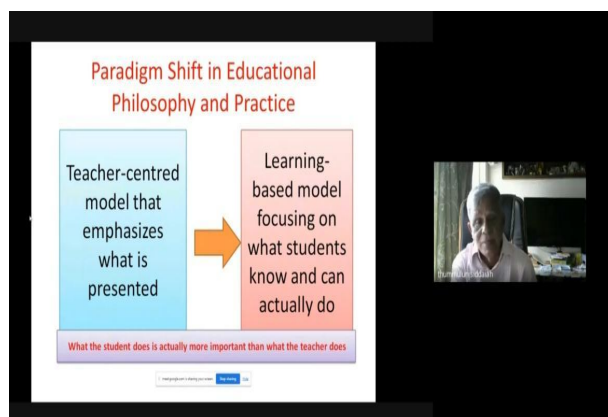 Paradigm Shift in Educational
Philosophy and Practice
Teacher-centred
model that
emphasizes
what is
presented
Learning-
based model
focusing on
what students
know and can
actually do
What the student does is actually more important than what the teacher does
Stop sharing
Hide